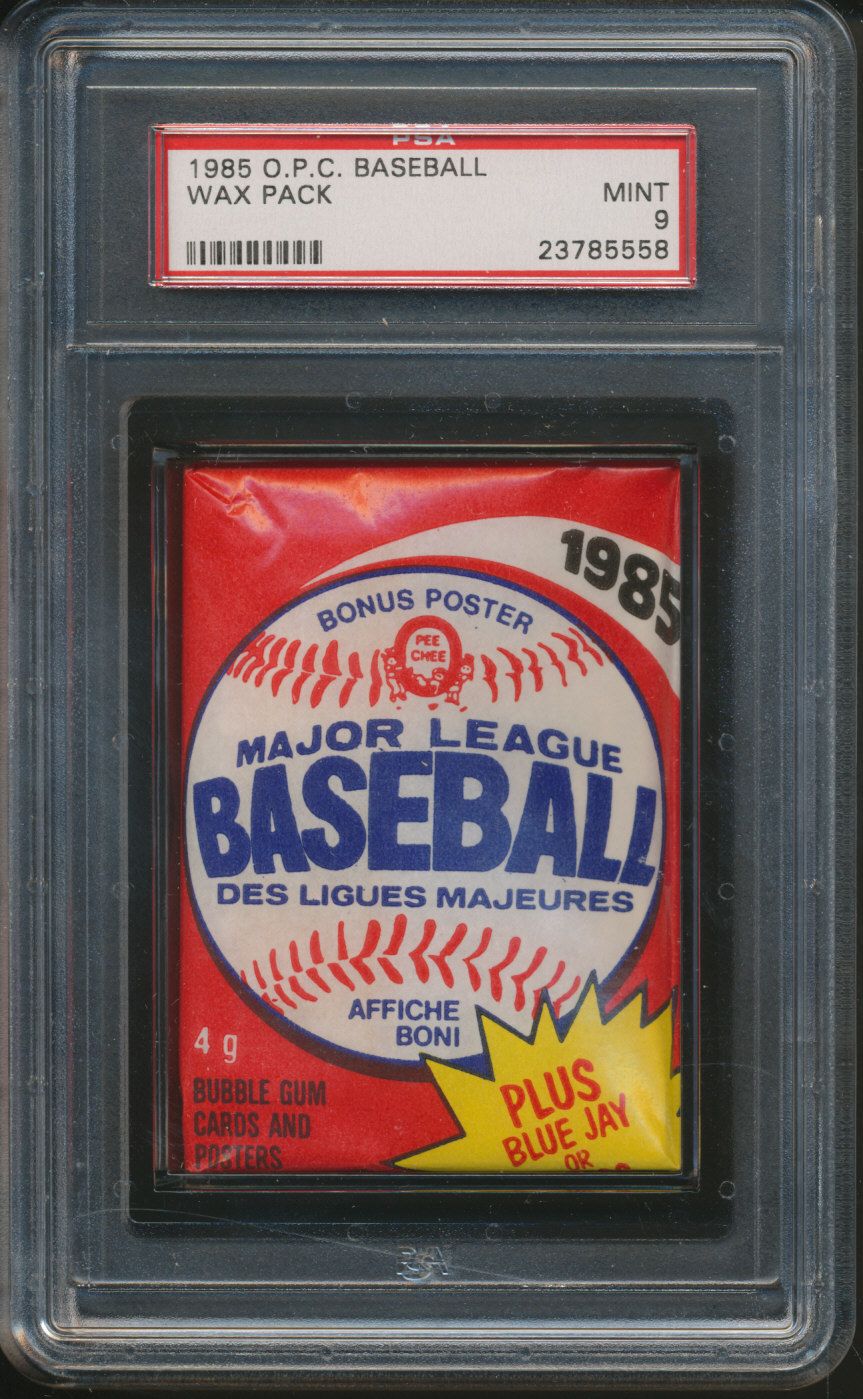 PSA
1985 O.P.C. BASEBALL
WAX PACK
MINT
9
23785558
1985
BONUS POSTER
PEE
CHEE
MAJOR LEAGUE
BASEBALL
DES LIGUES MAJEURES
AFFICHE
BONI
4 g
BUBBLE GUM
CARDS AND
POSTERS
PLUS
BLUE JAY
OR
PSA